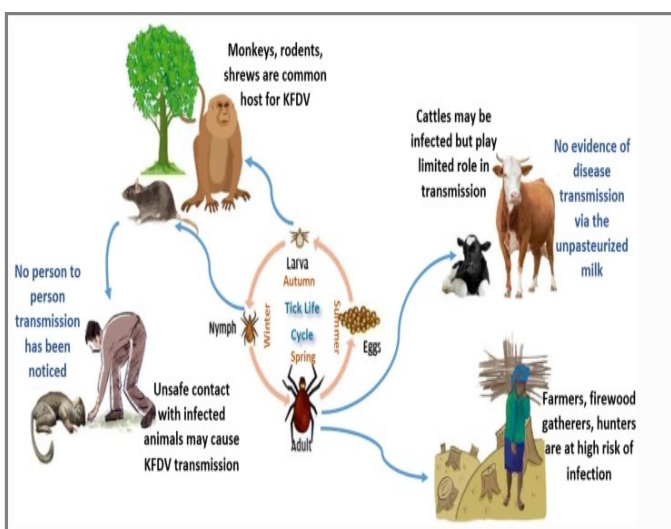 Monkeys, rodents,
shrews are common
host for KFDV
Cattles may be
infected but play
limited role in
transmission
No evidence of
disease
transmission
via the
unpasteurized
milk
Larva
Autumn
Tick Life
Cycle
Spring
Winter
Summer
Nymph
Eggs
Adult
No person to
person
transmission
has been
noticed
Unsafe contact
with infected
animals may cause
KFDV transmission
Farmers, firewood
gatherers, hunters
are at high risk of
infection